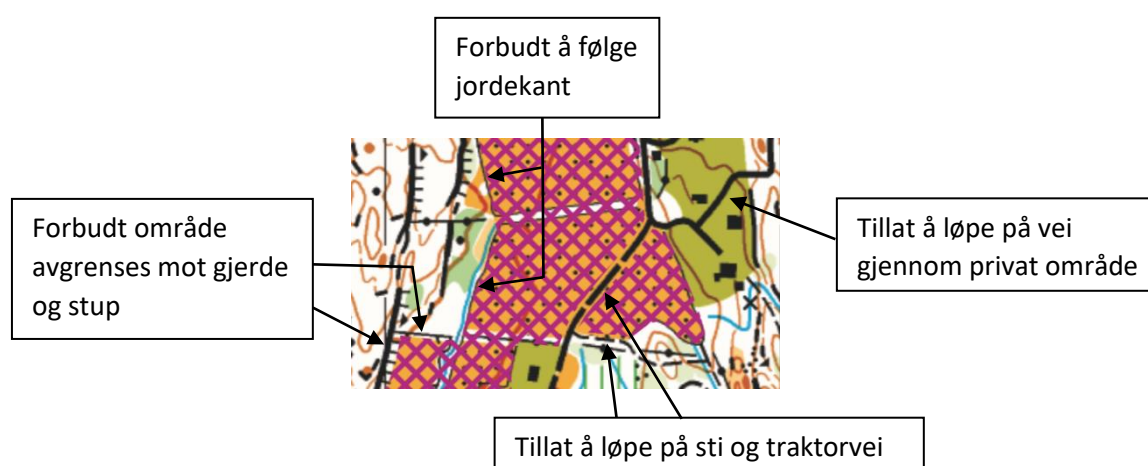 Forbudt å følge
jordekant
Forbudt område
avgrenses mot gjerde
og stup
Tillat å løpe på vei
gjennom privat område
Tillat å løpe på sti og traktorvei